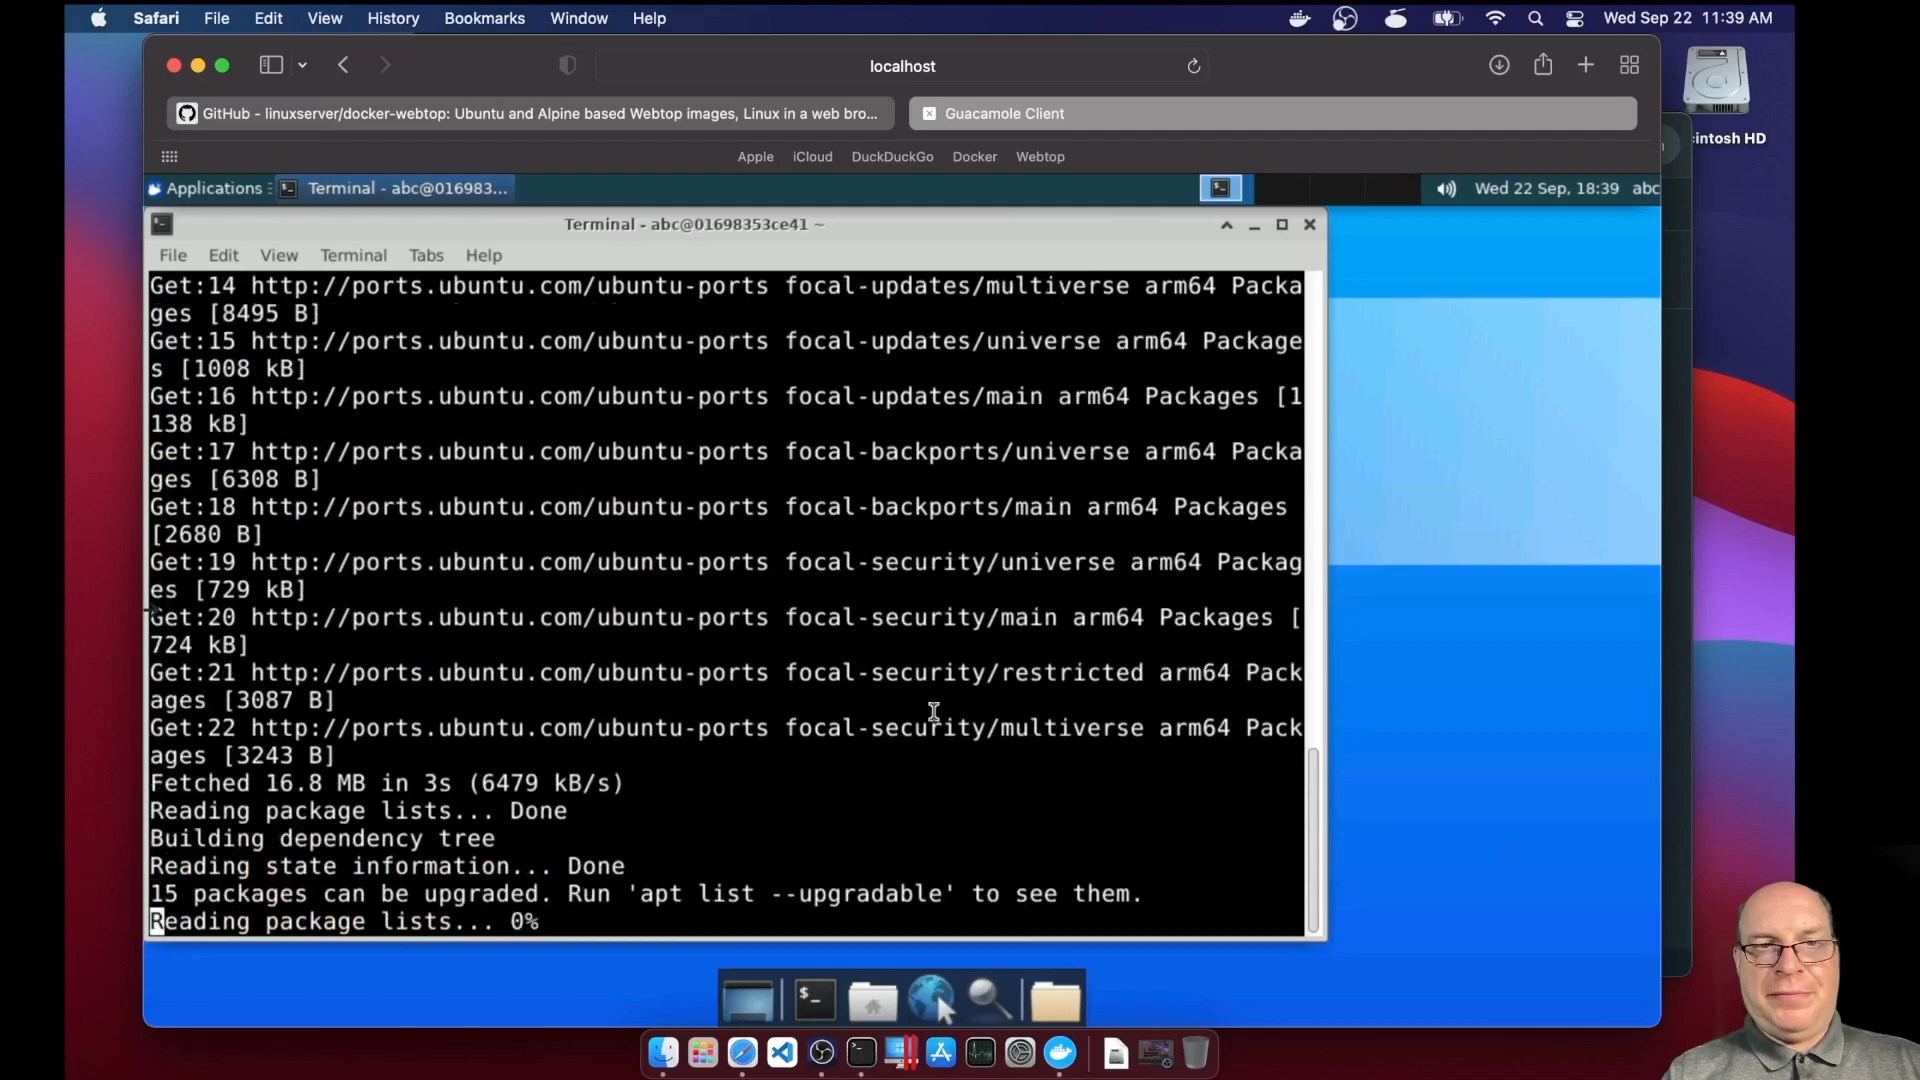 Safari File Edit View History Bookmarks Window Help Wed Sep 22 11:39 AM
localhost
GitHub - linuxserver/docker-webtop: Ubuntu and Alpine based Webtop images, Linux in a web bro...
Guacamole Client
intosh HD
Apple iCloud DuckDuckGo Docker Webtop
Applications Terminal - abc@016983... Wed 22 Sep, 18:39 abc
Terminal - abc@01698353ce41 ~
File Edit View Terminal Tabs Help
Get:14 http://ports.ubuntu.com/ubuntu-ports focal-updates/multiverse arm64 Packa
ges [8495 B]
Get:15 http://ports.ubuntu.com/ubuntu-ports focal-updates/universe arm64 Package
s [1008 kB]
Get:16 http://ports.ubuntu.com/ubuntu-ports focal-updates/main arm64 Packages [1
138 kB]
Get:17 http://ports.ubuntu.com/ubuntu-ports focal-backports/universe arm64 Packa
ges [6308 B]
Get:18 http://ports.ubuntu.com/ubuntu-ports focal-backports/main arm64 Packages
[2680 B]
Get:19 http://ports.ubuntu.com/ubuntu-ports focal-security/universe arm64 Packag
es [729 kB]
Get:20 http://ports.ubuntu.com/ubuntu-ports focal-security/main arm64 Packages [
724 kB]
Get:21 http://ports.ubuntu.com/ubuntu-ports focal-security/restricted arm64 Pack
ages [3087 B]
Get:22 http://ports.ubuntu.com/ubuntu-ports focal-security/multiverse arm64 Pack
ages [3243 B]
Fetched 16.8 MB in 3s (6479 kB/s)
Reading package lists... Done
Building dependency tree
Reading state information... Done
15 packages can be upgraded. Run 'apt list --upgradable' to see them.
Reading package lists... 0%